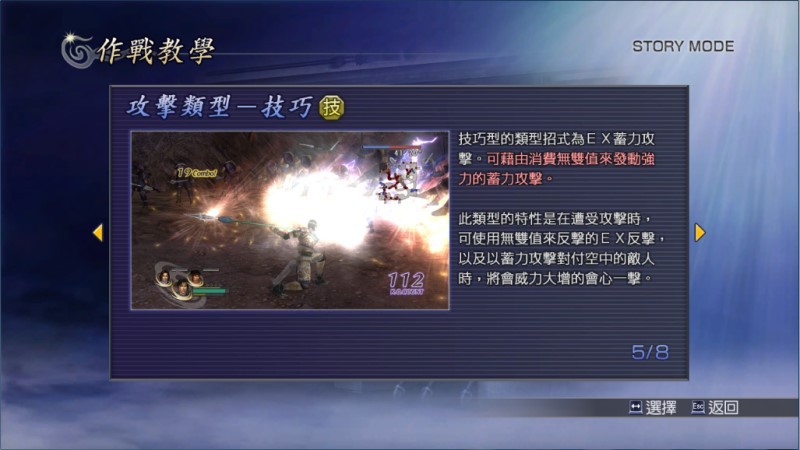 作戰教學
STORY MODE
攻擊類型－技巧 技
19 Combo!
112
K.O.COUNT
技巧型的類型招式為ＥＸ蓄力攻
擊。可藉由消費無雙值來發動強
力的蓄力攻擊。
此類型的特性是在遭受攻擊時，
可使用無雙值來反擊的ＥＸ反擊，
以及以蓄力攻擊對付空中的敵人
時，將會威力大增的會心一擊。
5/8
選擇 Esc 返回